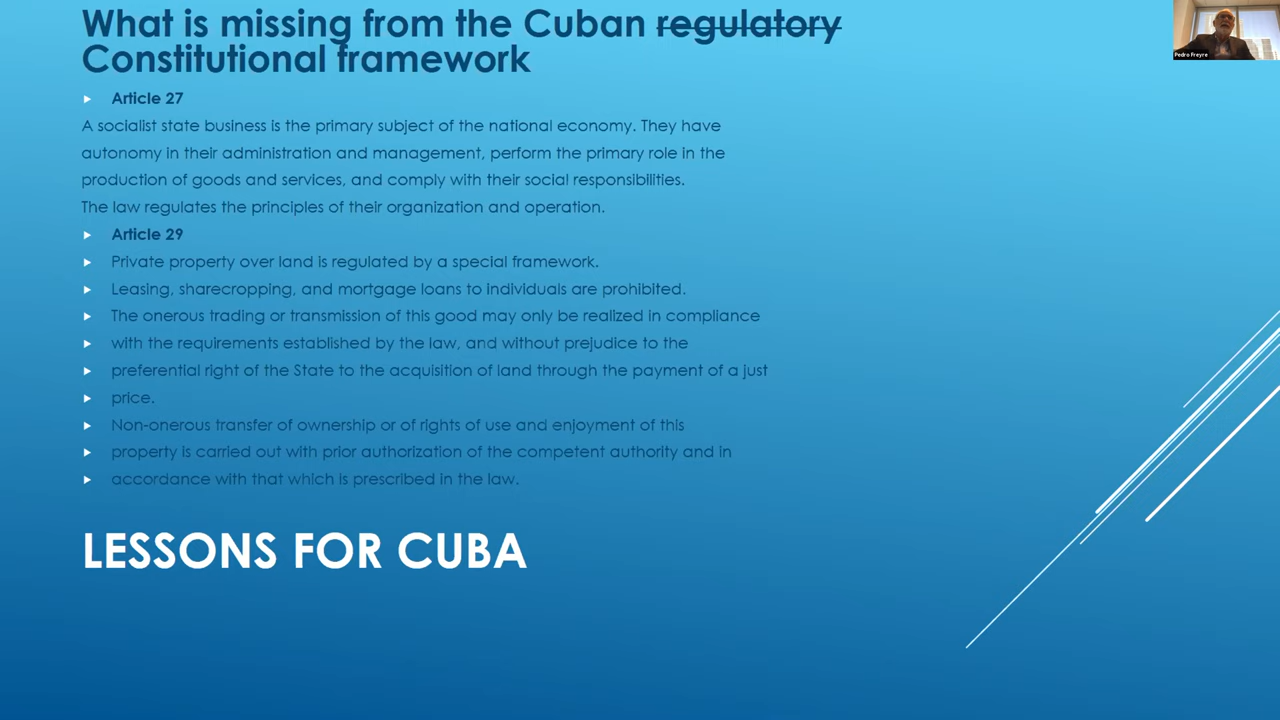 What is missing from the Cuban regulatory
Constitutional framework
Article 27
A socialist state business is the primary subject of the national economy. They have
autonomy in their administration and management, perform the primary role in the
production of goods and services, and comply with their social responsibilities.
The law regulates the principles of their organization and operation.
Article 29
Private property over land is regulated by a special framework.
Leasing, sharecropping, and mortgage loans to individuals are prohibited.
The onerous trading or transmission of this good may only be realized in compliance
with the requirements established by the law, and without prejudice to the
preferential right of the State to the acquisition of land through the payment of a just
price.
Non-onerous transfer of ownership or of rights of use and enjoyment of this
property is carried out with prior authorization of the competent authority and in
accordance with that which is prescribed in the law.
LESSONS FOR CUBA
Pedro Freyre